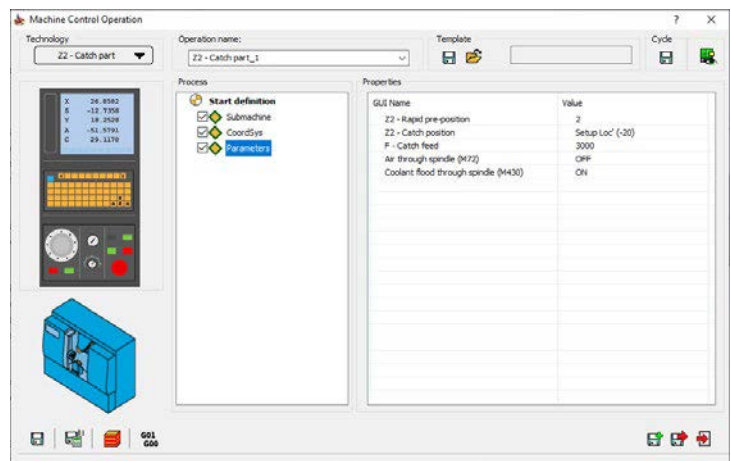 Machine Control Operation
Technology
Z2 - Catch part
Operation name:
Z2 - Catch part_1
Template
Cycle
X 26.8502
-12.7358
Y 18.2520
A -51.5791
C 29.1170
Process
Start definition
Submachine
CoordSys
Parameters
Properties
GUI Name Value
Z2 - Rapid pre-position 2
Z2 - Catch position Setup Loc' (-20)
F - Catch feed 3000
Air through spindle (M72) OFF
Coolant flood through spindle (M430) ON
G01
G00